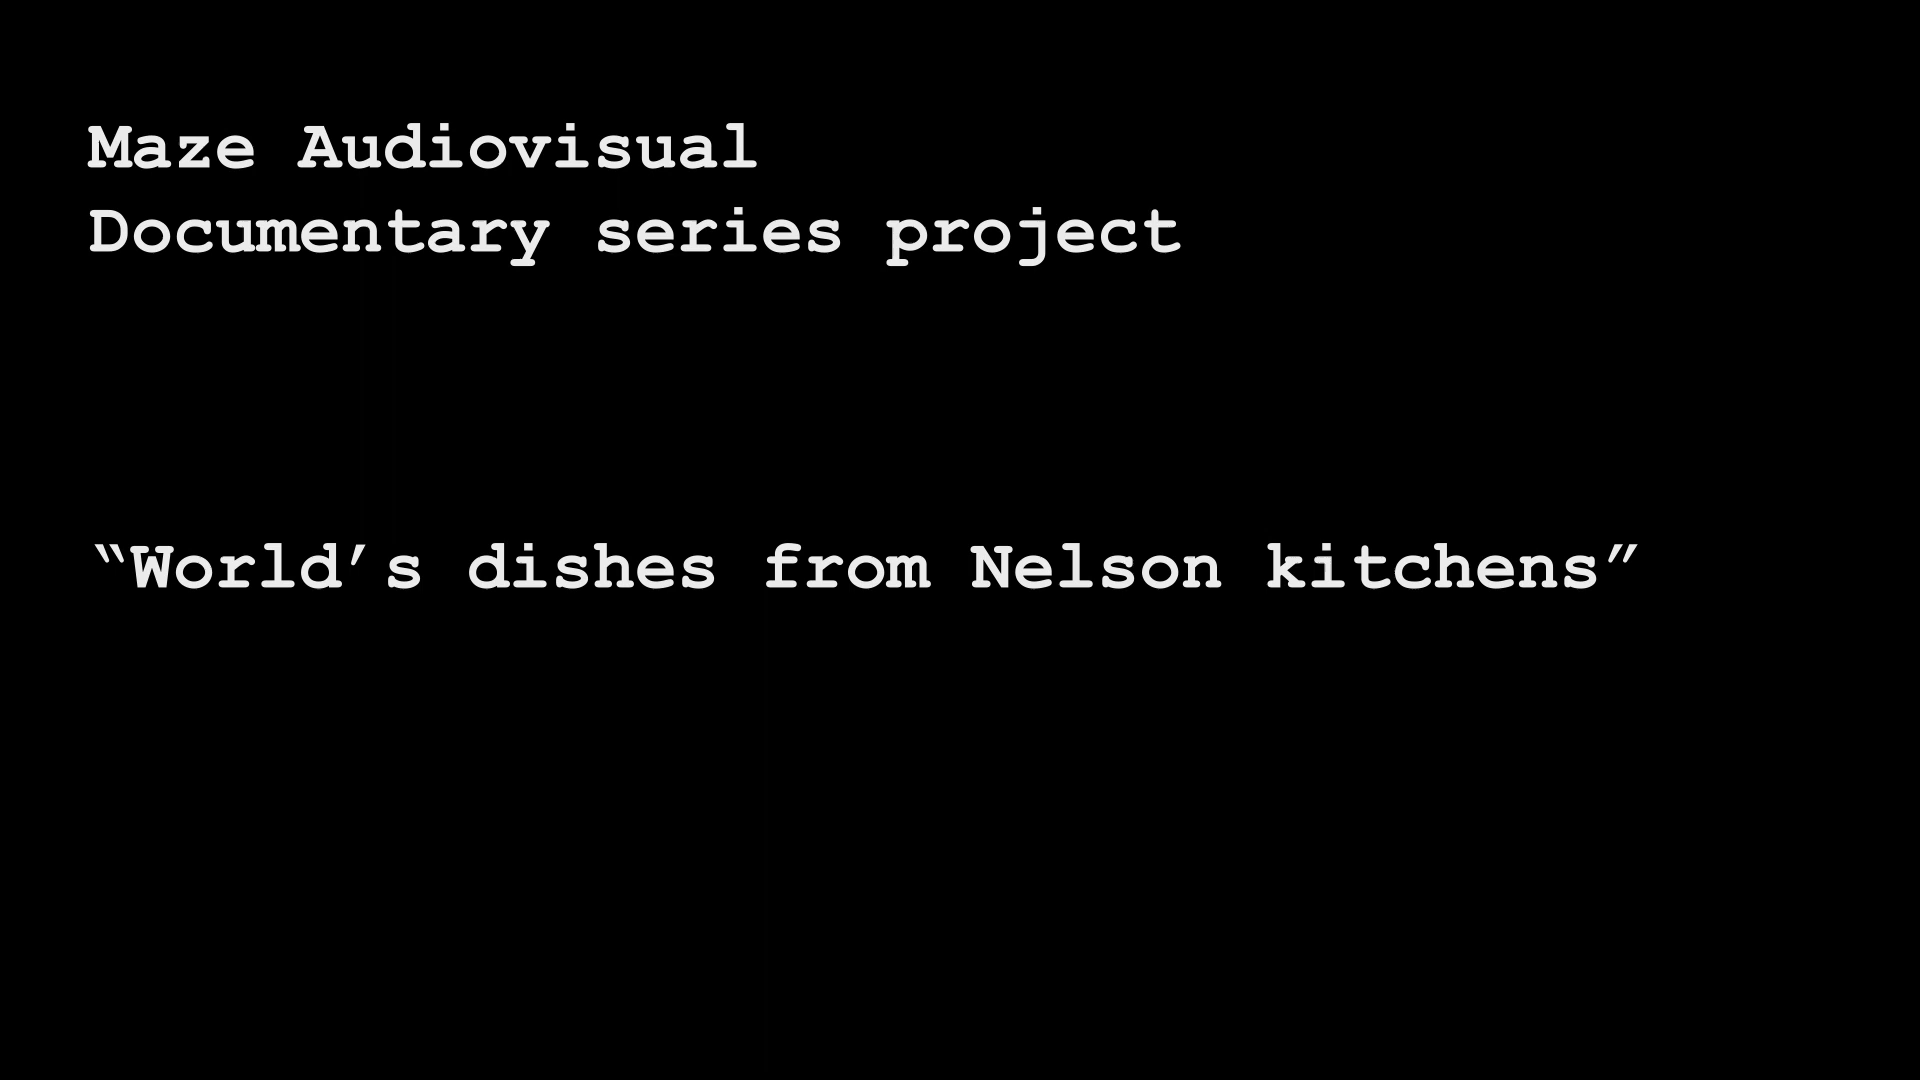 Maze Audiovisual
Documentary series project
“World’s dishes from Nelson kitchens”